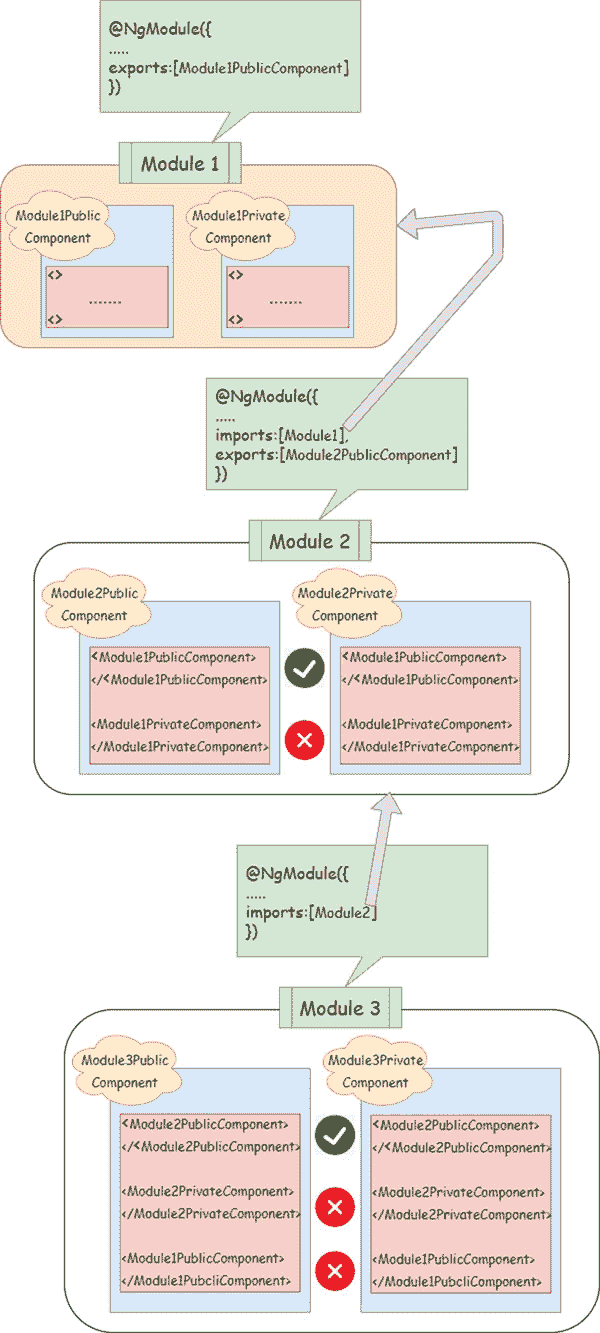 @NgModule({
.....
exports:[Module1PublicComponent]
})
Module 1
Module1Public
Component
Module1Private
Component
<>
.......
<>
<>
.......
<>
@NgModule({
.....
imports:[Module1],
exports:[Module2PublicComponent]
})
Module 2
Module2Public
Component
Module2Private
Component
<Module1PublicComponent>
</<Module1PublicComponent>
<Module1PrivateComponent>
</Module1PrivateComponent>
<Module1PublicComponent>
</<Module1PublicComponent>
<Module1PrivateComponent>
</Module1PrivateComponent>
@NgModule({
.....
imports:[Module2]
})
Module 3
Module3Public
Component
Module3Private
Component
<Module2PublicComponent>
</<Module2PublicComponent>
<Module2PrivateComponent>
</Module2PrivateComponent>
<Module1PublicComponent>
</Module1PubcliComponent>
<Module2PublicComponent>
</<Module2PublicComponent>
<Module2PrivateComponent>
</Module2PrivateComponent>
<Module1PublicComponent>
</Module1PubcliComponent>